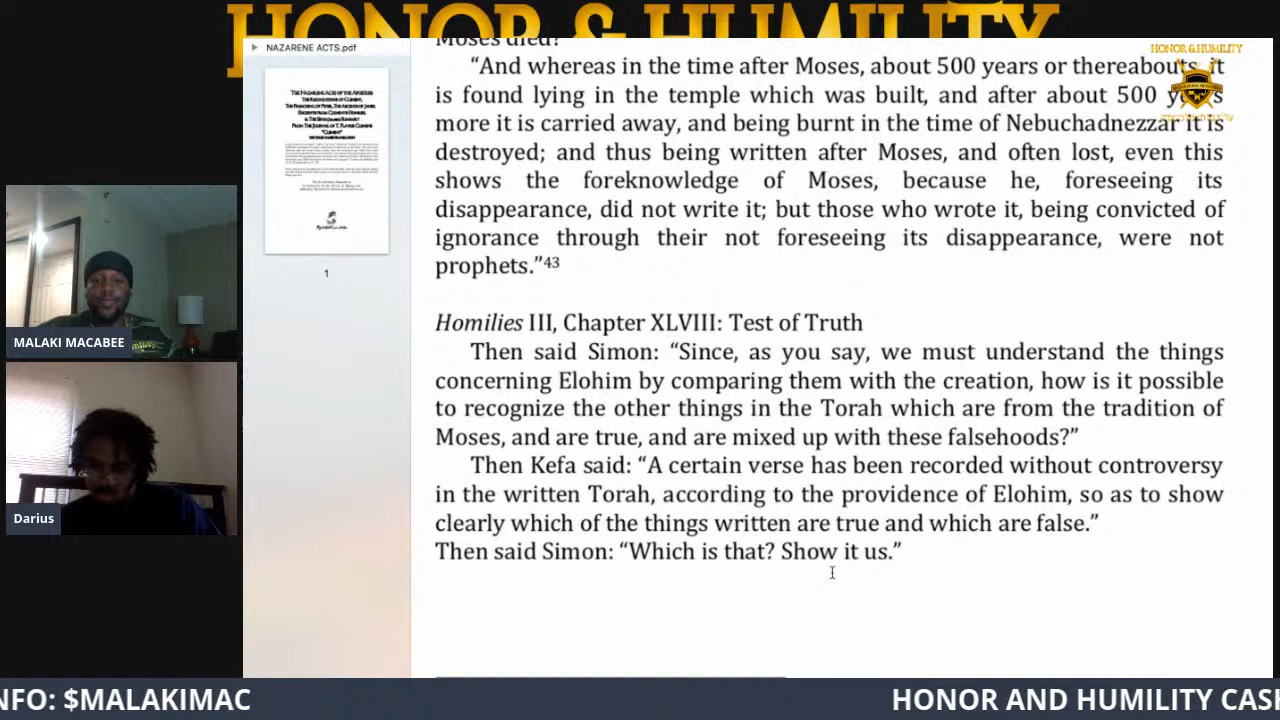 HONOR & HUMILITY
NAZARENE ACTS.pdf
HONOR & HUMILITY
Moses died?
“And whereas in the time after Moses, about 500 years or thereabouts, it
is found lying in the temple which was built, and after about 500 years
more it is carried away, and being burnt in the time of Nabuchadnezzar it is
destroyed; and thus being written after Moses, and often lost, even this
shows the foreknowledge of Moses, because he, foreseeing its
disappearance, did not write it; but those who wrote it, being convicted of
ignorance through their not foreseeing its disappearance, were not
prophets.”43
Homilies III, Chapter XLVIII: Test of Truth
Then said Simon: “Since, as you say, we must understand the things
concerning Elohim by comparing them with the creation, how is it possible
to recognize the other things in the Torah which are from the tradition of
Moses, and are true, and are mixed up with these falsehoods?”
Then Kefa said: “A certain verse has been recorded without controversy
in the written Torah, according to the providence of Elohim, so as to show
clearly which of the things written are true and which are false.”
Then said Simon: “Which is that? Show it us.”
1
MALAKI MACABEE
Darius
NFO: $MALAKIMAC
HONOR AND HUMILITY CAS